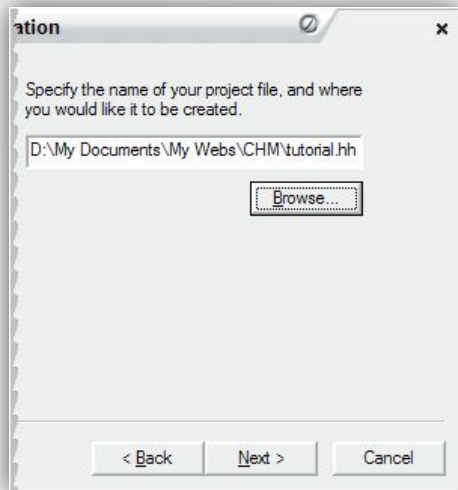 ation
Specify the name of your project file, and where
you would like it to be created.
D:\My Documents\My Webs\CHM\tutorial.hh
Browse...
< Back Next > Cancel